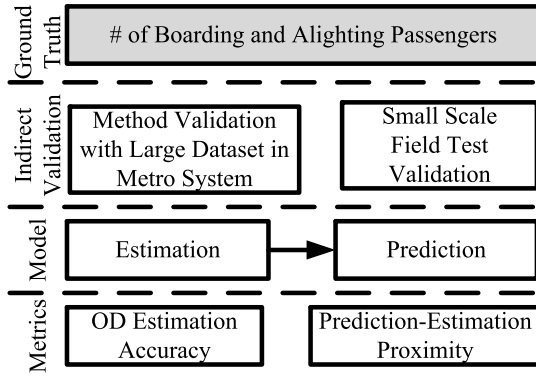 Ground
Truth
# of Boarding and Alighting Passengers
Indirect
Validation
Method Validation
with Large Dataset in
Metro System
Small Scale
Field Test
Validation
Model
Estimation
Prediction
Metrics
OD Estimation
Accuracy
Prediction-Estimation
Proximity